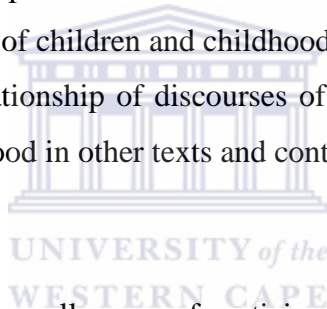 of children and childhood
ationship of discourses of
ood in other texts and cont
UNIVERSITY of the
WESTERN CAPE